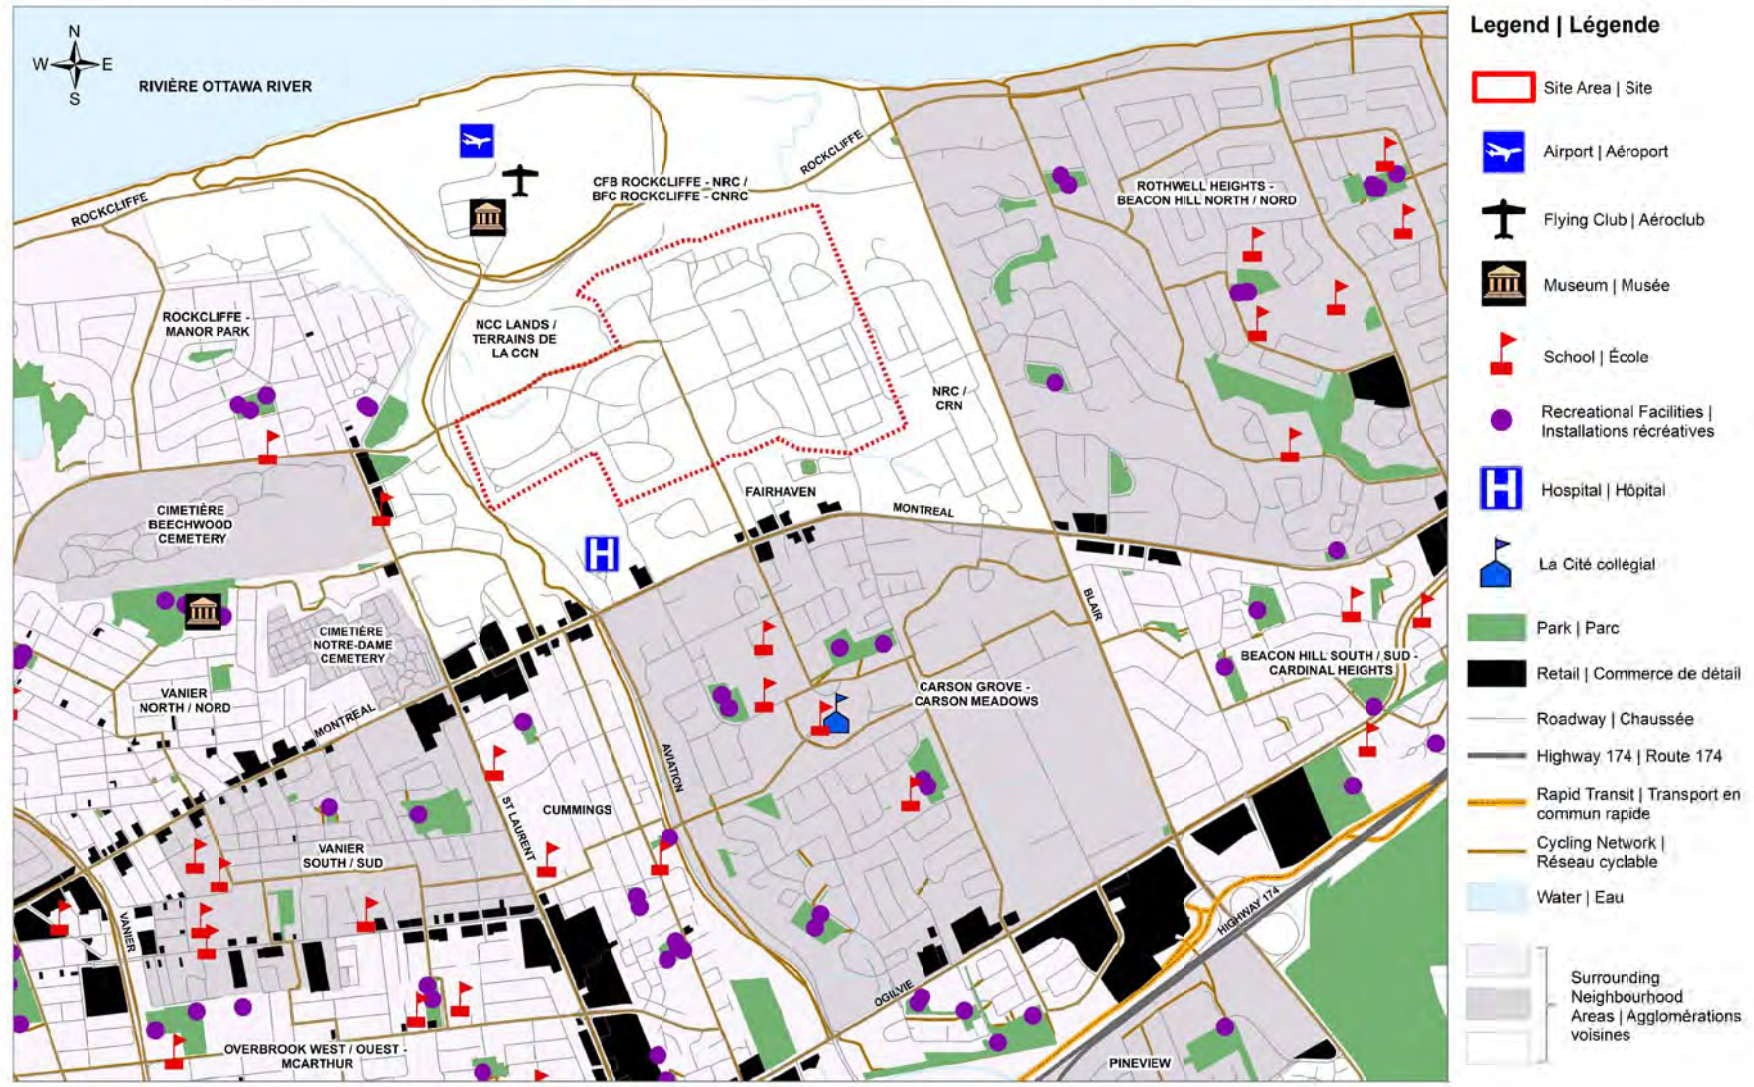 N
W E
S
RIVIÈRE OTTAWA RIVER
ROCKCLIFFE
ROCKCLIFFE
CFB ROCKCLIFFE - NRC /
BFC ROCKCLIFFE - CNRC
ROTHWELL HEIGHTS -
BEACON HILL NORTH / NORD
ROCKCLIFFE -
MANOR PARK
NCC LANDS /
TERRAINS DE
LA CCN
NRC /
CRN
CIMETIÈRE
BEECHWOOD
CEMETERY
FAIRHAVEN
MONTREAL
H
BLAIR
CIMETIÈRE
NOTRE-DAME
CEMETERY
VANIER
NORTH / NORD
MONTREAL
BEACON HILL SOUTH / SUD -
CARDINAL HEIGHTS
CARSON GROVE -
CARSON MEADOWS
AVIATION
ST LAURENT
CUMMINGS
VANIER
SOUTH / SUD
VANIER
HIGHWAY 174
OGILVIE
OVERBROOK WEST / OUEST -
MCARTHUR
PINEVIEW
Legend | Légende
Site Area | Site
Airport | Aéroport
Flying Club | Aéroclub
Museum | Musée
School | École
Recreational Facilities |
Installations récréatives
H
Hospital | Hôpital
La Cité collégial
Park | Parc
Retail | Commerce de détail
Roadway | Chaussée
Highway 174 | Route 174
Rapid Transit | Transport en
commun rapide
Cycling Network |
Réseau cyclable
Water | Eau
Surrounding
Neighbourhood
Areas | Agglomérations
voisines